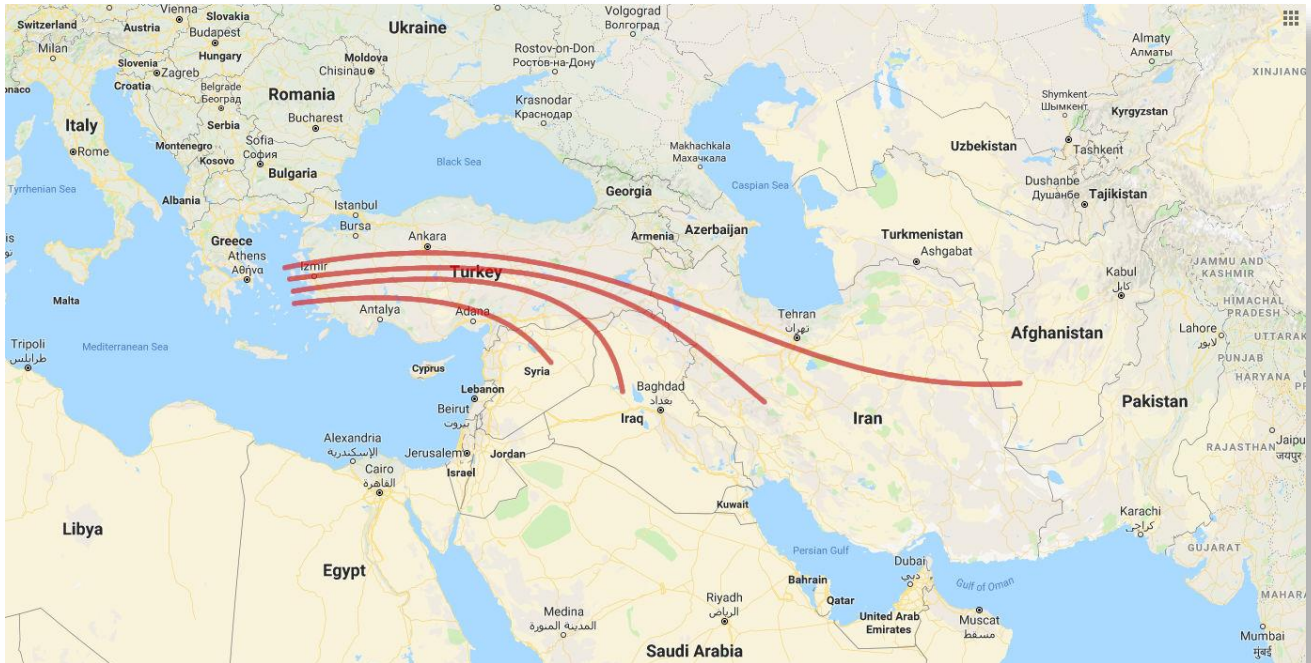 Vienna
Slovakia
Volgograd
Волгоград
Switzerland
Austria
Budapest
Ukraine
Milan
Hungary
Moldova
Rostov-on-Don
Ростов-на-Дону
Almaty
Алматы
Slovenia
Zagreb
Chisinau
XINJIANG
onaco
Croatia
Belgrade
Београд
Romania
Krasnodar
Краснодар
Shymkent
Шымкент
Kyrgyzstan
Italy
Serbia
Bucharest
Rome
Montenegro
Sofia
София
Makhachkala
Махачкала
Uzbekistan
Tashkent
Kosovo
Bulgaria
Black Sea
Tyrrhenian Sea
Albania
Georgia
Caspian Sea
Dushanbe
Душанбе
Tajikistan
Istanbul
Bursa
Ankara
Armenia
Azerbaijan
Turkmenistan
Ashgabat
Greece
Athens
Αθήνα
Izmir
Turkey
Kabul
کابل
JAMMU AND
KASHMIR
Malta
Antalya
Adana
Tehran
تهران
Afghanistan
HIMACHAL
PRADESH
Lahore
لاہور
UTTARAK
Tripoli
طرابلس
Mediterranean Sea
Cyprus
Syria
PUNJAB
HARYANA
Lebanon
Beirut
بيروت
Baghdad
بغداد
Iraq
Iran
Pakistan
Alexandria
الإسكندرية
Jerusalem
Jordan
Israel
RAJASTHAN
Jaipu
जयपुर
Cairo
القاهرة
Kuwait
Libya
Egypt
Karachi
کراچی
GUJARAT
Persian Gulf
Dubai
دبي
Gulf of Oman
Bahrain
Qatar
Medina
المدينة المنورة
Riyadh
الرياض
United Arab
Emirates
Muscat
مسقط
MAHARA
Mumbai
मुंबई
Saudi Arabia